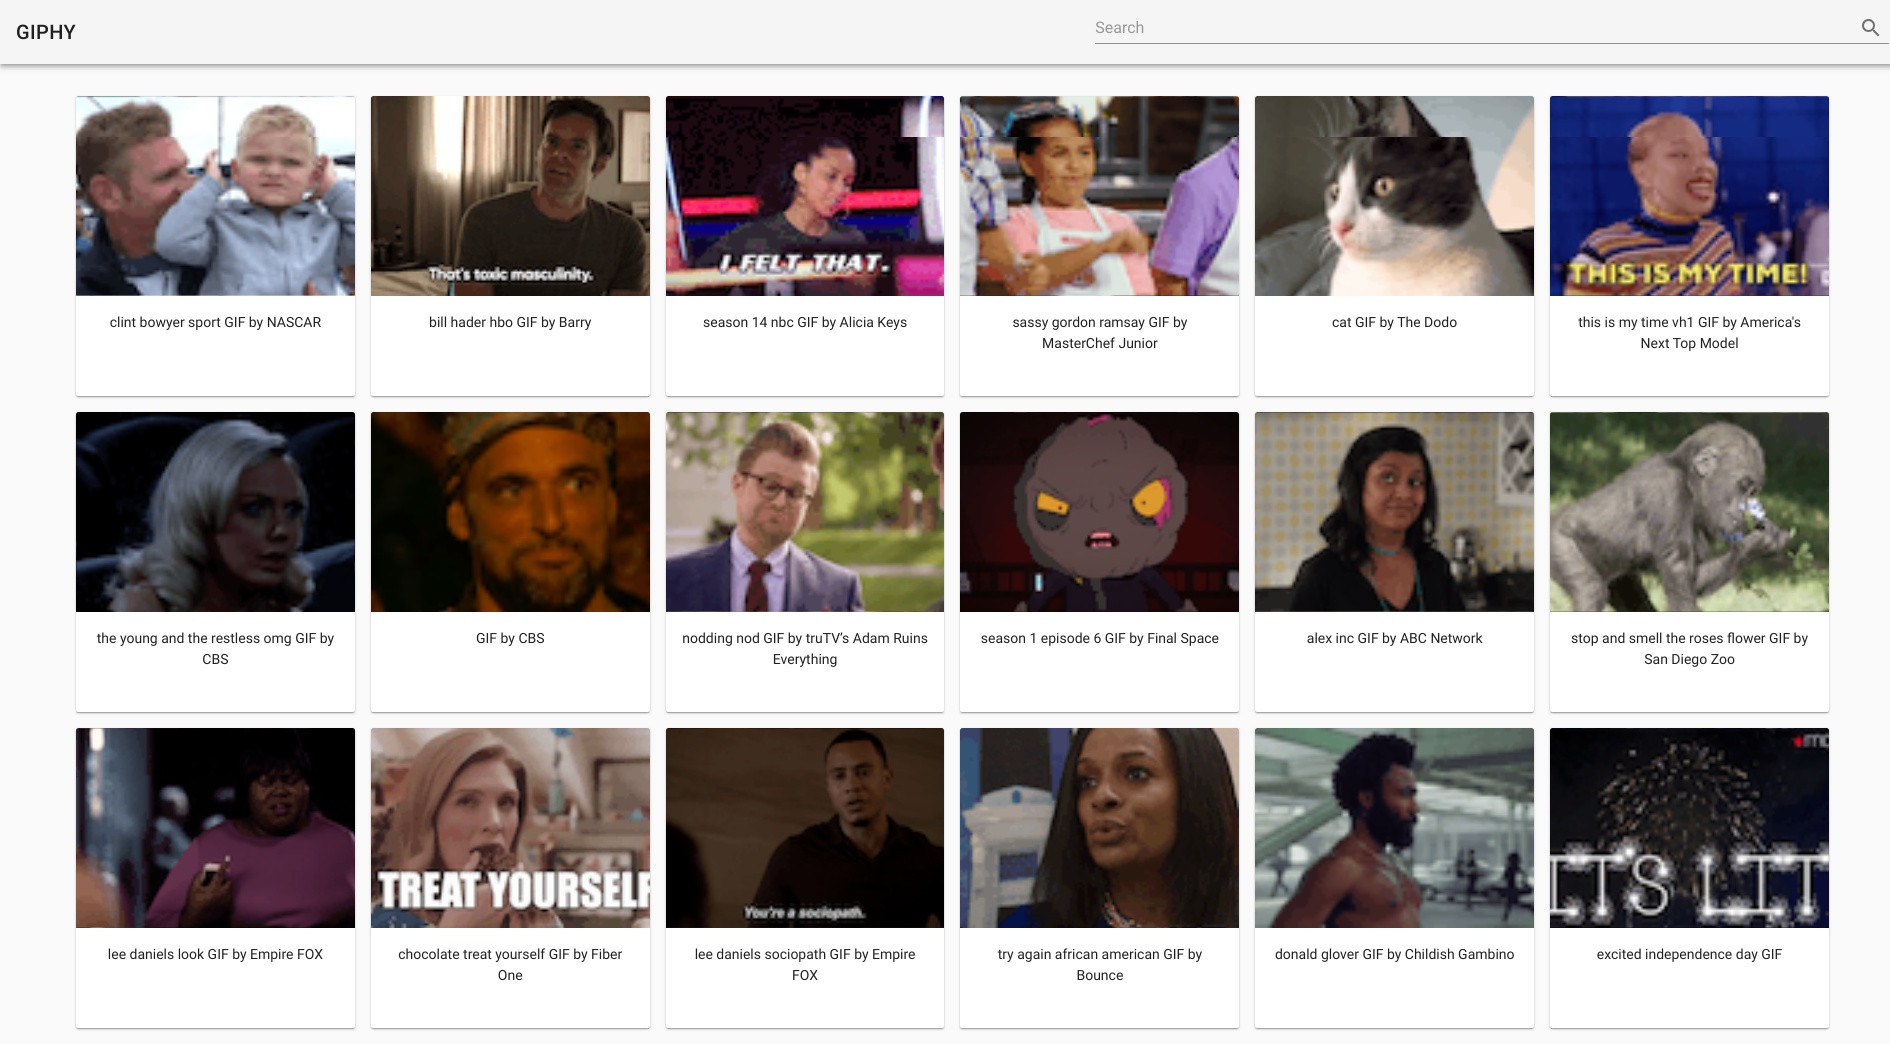 GIPHY
Search
That's toxic masculinity.
I FELT THAT.
THIS IS MY TIME!
clint bowyer sport GIF by NASCAR
bill hader hbo GIF by Barry
season 14 nbc GIF by Alicia Keys
sassy gordon ramsay GIF by
MasterChef Junior
cat GIF by The Dodo
this is my time vh1 GIF by America's
Next Top Model
the young and the restless omg GIF by
CBS
GIF by CBS
nodding nod GIF by truTV’s Adam Ruins
Everything
season 1 episode 6 GIF by Final Space
alex inc GIF by ABC Network
stop and smell the roses flower GIF by
San Diego Zoo
TREAT YOURSELF
You're a sociopath.
ITS LIT
lee daniels look GIF by Empire FOX
chocolate treat yourself GIF by Fiber
One
lee daniels sociopath GIF by Empire
FOX
try again african american GIF by
Bounce
donald glover GIF by Childish Gambino
excited independence day GIF